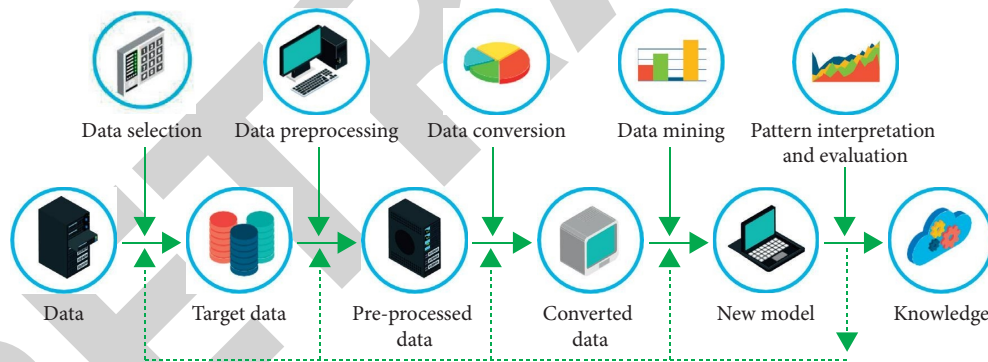 Data selection
Data preprocessing
Data conversion
Data mining
Pattern interpretation
and evaluation
Data
Target data
Pre-processed
data
Converted
data
New model
Knowledge